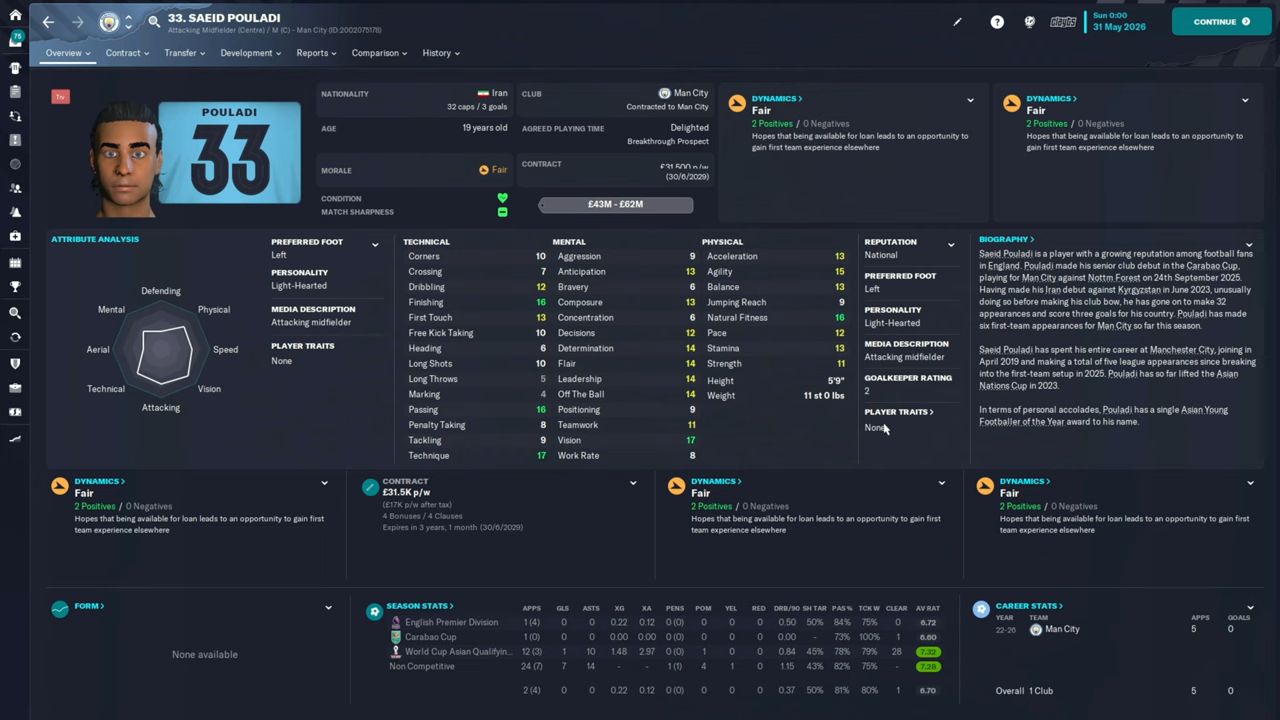 75
33. SAEID POULADI
Attacking Midfielder (Centre) / M (C) - Man City (ID:2002075178)
Sun 0:00
31 May 2026
CONTINUE
Overview
Contract
Transfer
Development
Reports
Comparison
History
Trv
POULADI
33
NATIONALITY
Iran
32 caps / 3 goals
AGE
19 years old
MORALE
Fair
CONDITION
MATCH SHARPNESS
CLUB
Man City
Contracted to Man City
AGREED PLAYING TIME
Delighted
Breakthrough Prospect
CONTRACT
£31,500 p/w
(30/6/2029)
£43M - £62M
DYNAMICS >
Fair
2 Positives / 0 Negatives
Hopes that being available for loan leads to an opportunity to
gain first team experience elsewhere
DYNAMICS >
Fair
2 Positives / 0 Negatives
Hopes that being available for loan leads to an opportunity to
gain first team experience elsewhere
ATTRIBUTE ANALYSIS
Defending
Physical
Speed
Vision
Attacking
Technical
Aerial
Mental
PREFERRED FOOT
Left
PERSONALITY
Light-Hearted
MEDIA DESCRIPTION
Attacking midfielder
PLAYER TRAITS
None
TECHNICAL
Corners 10
Crossing 7
Dribbling 12
Finishing 16
First Touch 13
Free Kick Taking 10
Heading 6
Long Shots 10
Long Throws 5
Marking 4
Passing 16
Penalty Taking 8
Tackling 9
Technique 17
MENTAL
Aggression 9
Anticipation 13
Bravery 6
Composure 13
Concentration 6
Decisions 12
Determination 14
Flair 14
Leadership 14
Off The Ball 14
Positioning 9
Teamwork 11
Vision 17
Work Rate 8
PHYSICAL
Acceleration 13
Agility 15
Balance 13
Jumping Reach 9
Natural Fitness 16
Pace 12
Stamina 13
Strength 11
Height 5'9"
Weight 11 st 0 lbs
REPUTATION
National
PREFERRED FOOT
Left
PERSONALITY
Light-Hearted
MEDIA DESCRIPTION
Attacking midfielder
GOALKEEPER RATING
2
PLAYER TRAITS >
None
BIOGRAPHY >
Saeid Pouladi is a player with a growing reputation among football fans
in England. Pouladi made his senior club debut in the Carabao Cup,
playing for Man City against Nottm Forest on 24th September 2025.
Having made his Iran debut against Kyrgyzstan in June 2023, unusually
doing so before making his club bow, he has gone on to make 32
appearances and score three goals for his country. Pouladi has made
six first-team appearances for Man City so far this season.
Saeid Pouladi has spent his entire career at Manchester City, joining in
April 2019 and making a total of five league appearances since breaking
into the first-team setup in 2025. Pouladi has so far lifted the Asian
Nations Cup in 2023.
In terms of personal accolades, Pouladi has a single Asian Young
Footballer of the Year award to his name.
DYNAMICS >
Fair
2 Positives / 0 Negatives
Hopes that being available for loan leads to an opportunity to gain first
team experience elsewhere
CONTRACT
£31.5K p/w
(£17K p/w after tax)
4 Bonuses / 4 Clauses
Expires in 3 years, 1 month (30/6/2029)
DYNAMICS >
Fair
2 Positives / 0 Negatives
Hopes that being available for loan leads to an opportunity to gain first
team experience elsewhere
DYNAMICS >
Fair
2 Positives / 0 Negatives
Hopes that being available for loan leads to an opportunity to gain first
team experience elsewhere
FORM >
None available
SEASON STATS > APPS GLS ASTS XG XA PENS POM YEL RED DRB/90 SH TAR PAS % TCK W CLEAR AV RAT
English Premier Division 1 (4) 0 0 0.22 0.12 0 (0) 0 0 0 0.50 50% 84% 75% 0 6.72
Carabao Cup 1 (0) 0 0 0.00 0.00 0 (0) 0 0 0 0.00 - 73% 100% 1 6.60
World Cup Asian Qualifyin... 12 (3) 1 10 1.48 2.97 0 (0) 1 0 0 0.84 45% 78% 79% 28 7.32
Non Competitive 24 (7) 7 14 - - 1 (1) 4 1 0 1.15 43% 82% 75% - 7.28
2 (4) 0 0 0.22 0.12 0 (0) 0 0 0 0.37 50% 81% 80% 1 6.70
CAREER STATS >
YEAR TEAM APPS GOALS
22-26 Man City 5 0
Overall 1 Club 5 0